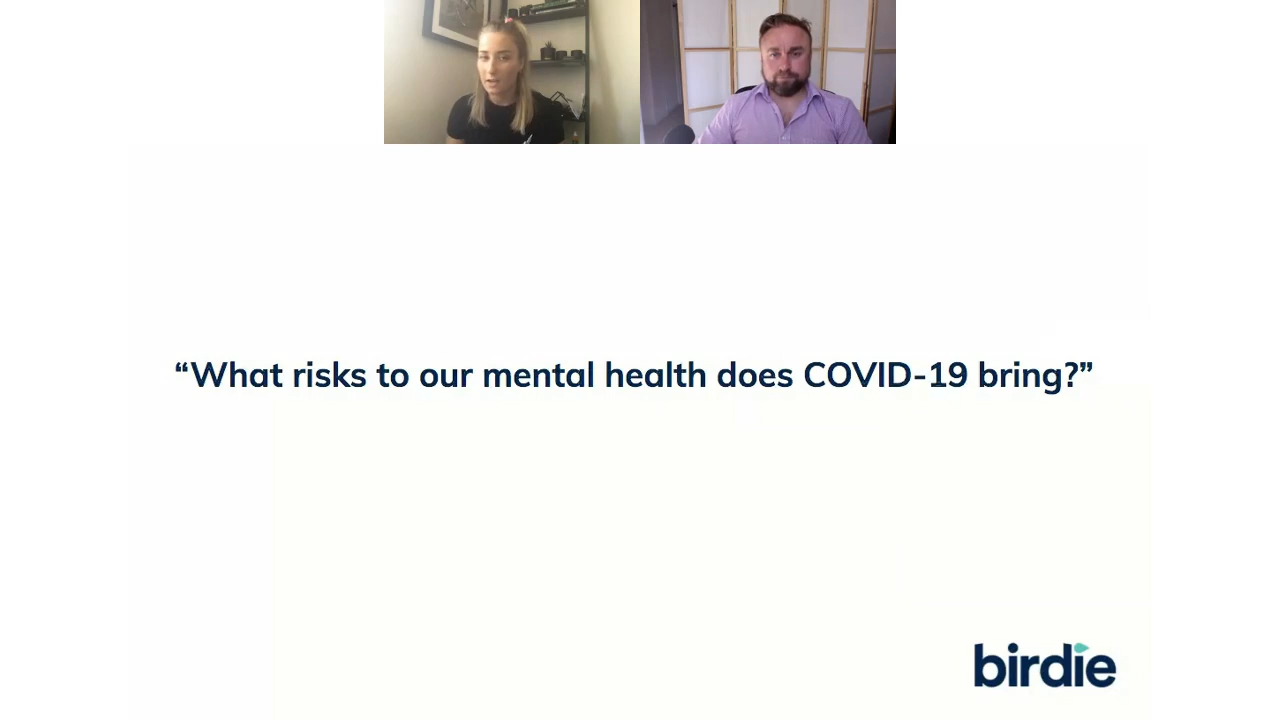 “What risks to our mental health does COVID-19 bring?”
birdie